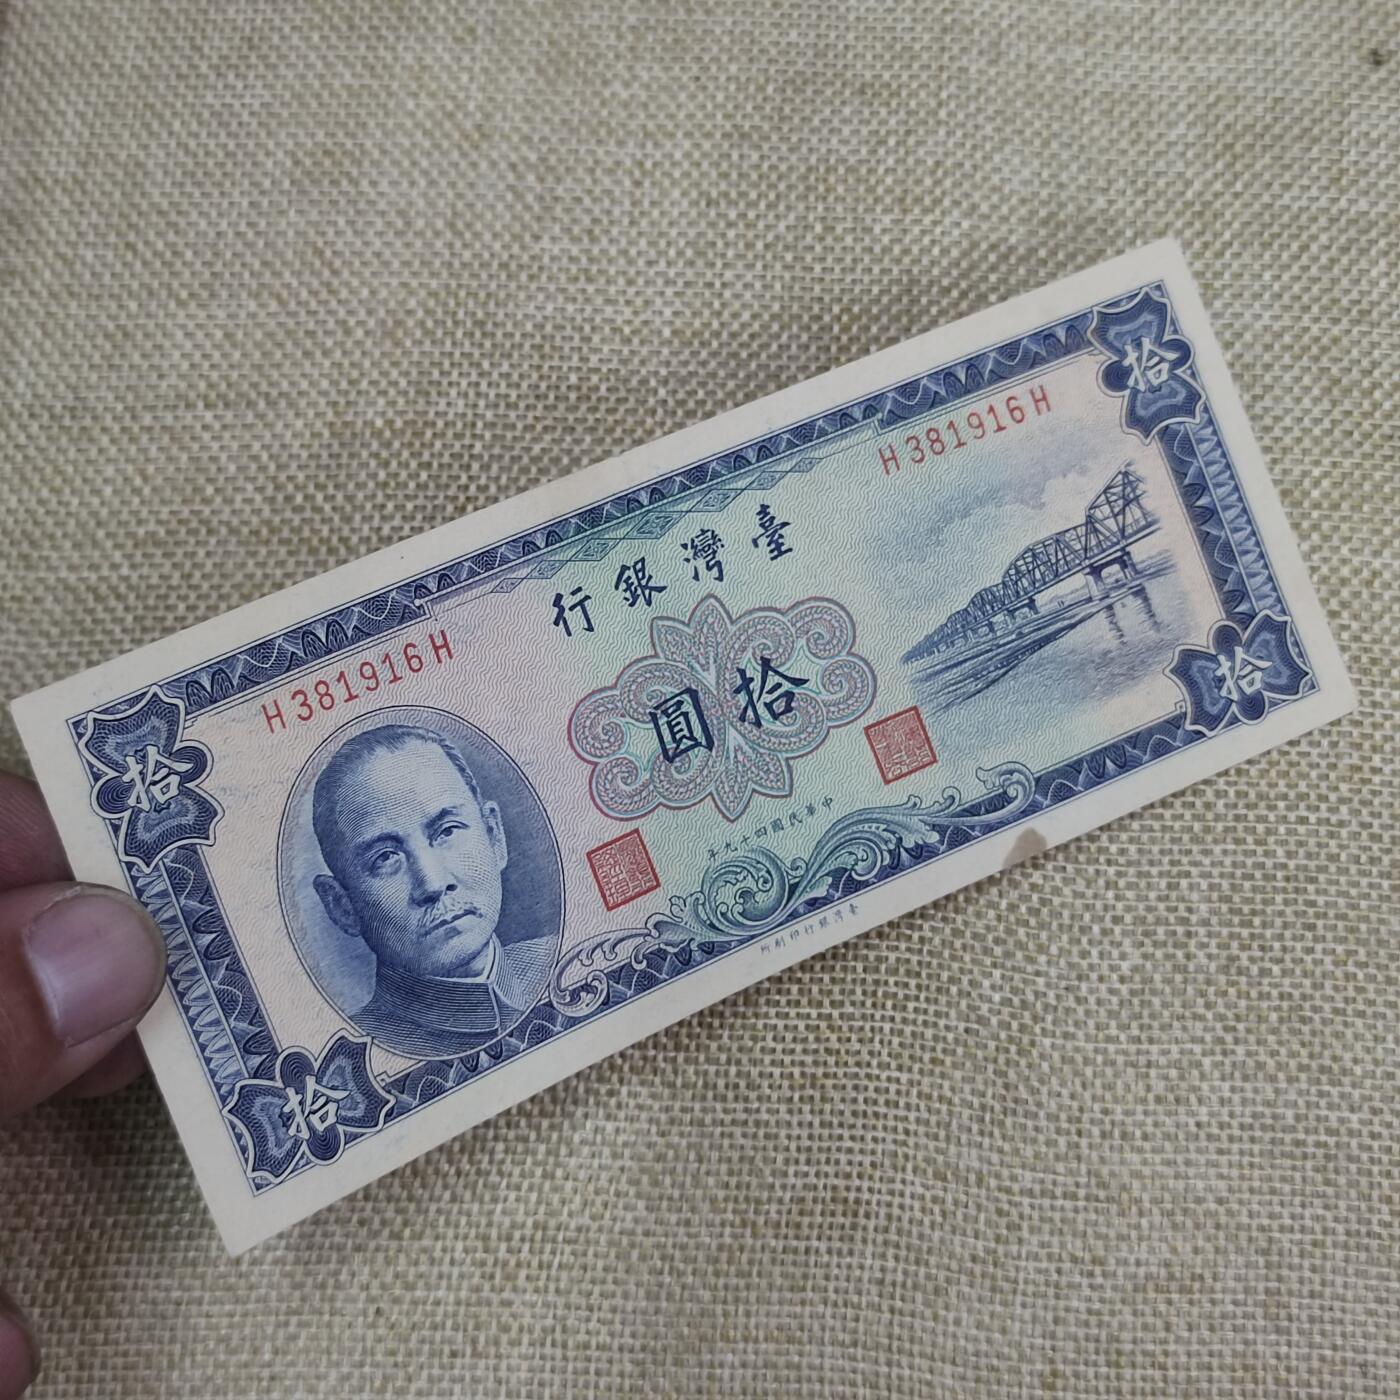 拾
H381916H
臺灣銀行
H381916H
拾圓
拾
拾
中華民國四十九年
拾
臺灣銀行印刷所